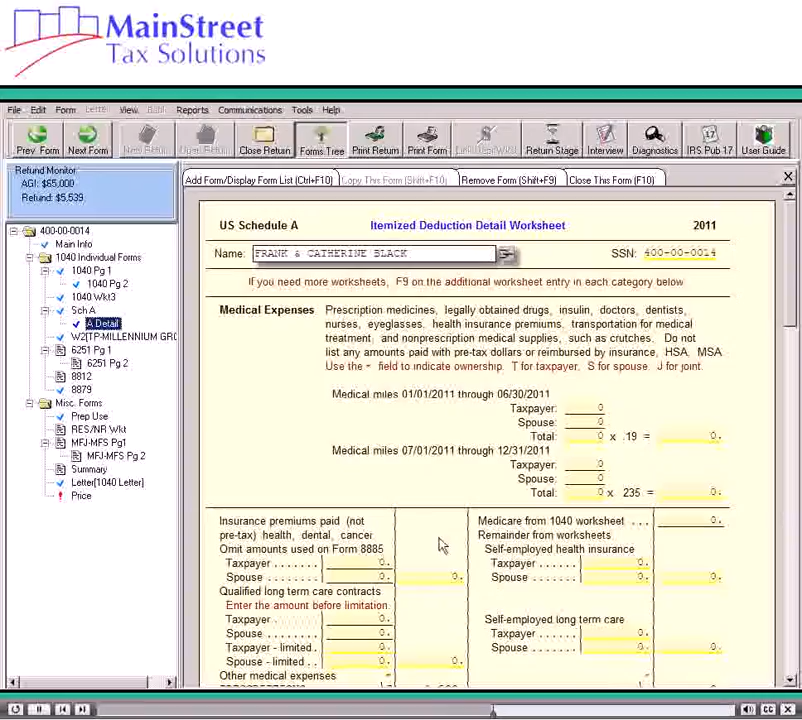 MainStreet
Tax Solutions
File Edit Form View Reports Communications Tools Help
Prev Form Next Form Close Return Forms Tree Print Return Print Form Return Stage Interview Diagnostics IRS Pub 17 User Guide
Refund Monitor
AGI: $65,000
Refund: $5,539
Add Form/Display Form List (Ctrl+F10) Copy This Form (Shift+F10) Remove Form (Shift+F9) Close This Form (F10)
400-00-0014
Main Info
1040 Individual Forms
1040 Pg 1
1040 Pg 2
1040 Wkt3
Sch A
A Detail
W2[TP-MILLENNIUM GRO
6251 Pg 1
6251 Pg 2
8812
8879
Misc. Forms
Prep Use
RES/NR Wkt
MFJ-MFS Pg1
MFJ-MFS Pg 2
Summary
Letter[1040 Letter]
Price
US Schedule A Itemized Deduction Detail Worksheet 2011
Name: FRANK & CATHERINE BLACK SSN: 400-00-0014
If you need more worksheets, F9 on the additional worksheet entry in each category below
Medical Expenses Prescription medicines, legally obtained drugs, insulin, doctors, dentists,
nurses, eyeglasses, health insurance premiums, transportation for medical
treatment, and nonprescription medical supplies, such as crutches. Do not
list any amounts paid with pre-tax dollars or reimbursed by insurance, HSA, MSA.
Use the - field to indicate ownership. T for taxpayer, S for spouse, J for joint.
Medical miles 01/01/2011 through 06/30/2011
Taxpayer: 0
Spouse: 0
Total: 0 x .19 = 0.
Medical miles 07/01/2011 through 12/31/2011
Taxpayer: 0
Spouse: 0
Total: 0 x .235 = 0.
Insurance premiums paid (not
pre-tax) health, dental, cancer
Omit amounts used on Form 8885
Taxpayer . . . . . . . 0.
Spouse . . . . . . . . 0. 0.
Qualified long term care contracts
Enter the amount before limitation.
Taxpayer . . . . . . . 0.
Spouse . . . . . . . . 0.
Taxpayer - limited . . 0.
Spouse - limited . . 0. 0.
Other medical expenses -
Medicare from 1040 worksheet . . . 0.
Remainder from worksheets
Self-employed health insurance
Taxpayer . . . . . . 0.
Spouse . . . . . . . 0. 0.
Self-employed long term care
Taxpayer . . . . . . 0.
Spouse . . . . . . . 0. 0.
CC